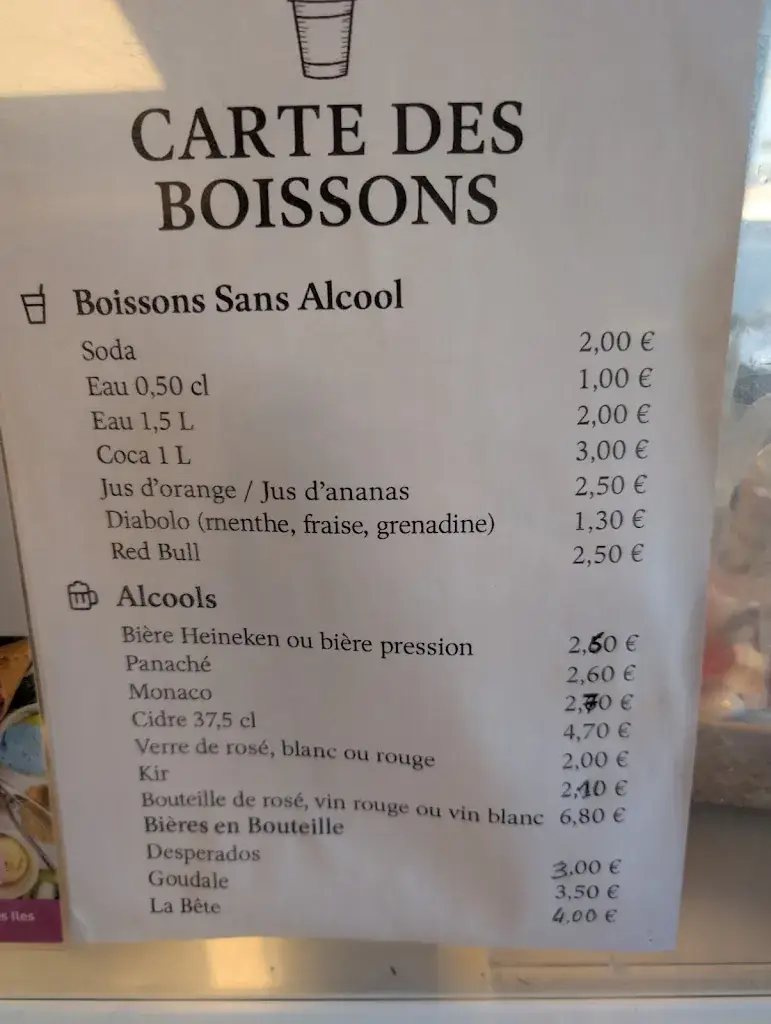 CARTE DES
BOISSONS
Boissons Sans Alcool
Soda 2,00 €
Eau 0,50 cl 1,00 €
Eau 1,5 L 2,00 €
Coca 1 L 3,00 €
Jus d'orange / Jus d'ananas 2,50 €
Diabolo (menthe, fraise, grenadine) 1,30 €
Red Bull 2,50 €
Alcools
Bière Heineken ou bière pression 2,60 €
Panaché 2,60 €
Monaco 2,70 €
Cidre 37,5 cl 4,70 €
Verre de rosé, blanc ou rouge 2,00 €
Kir 2,10 €
Bouteille de rosé, vin rouge ou vin blanc 6,80 €
Bières en Bouteille
Desperados 3,00 €
Goudale 3,50 €
La Bête 4.00 €
s Iles